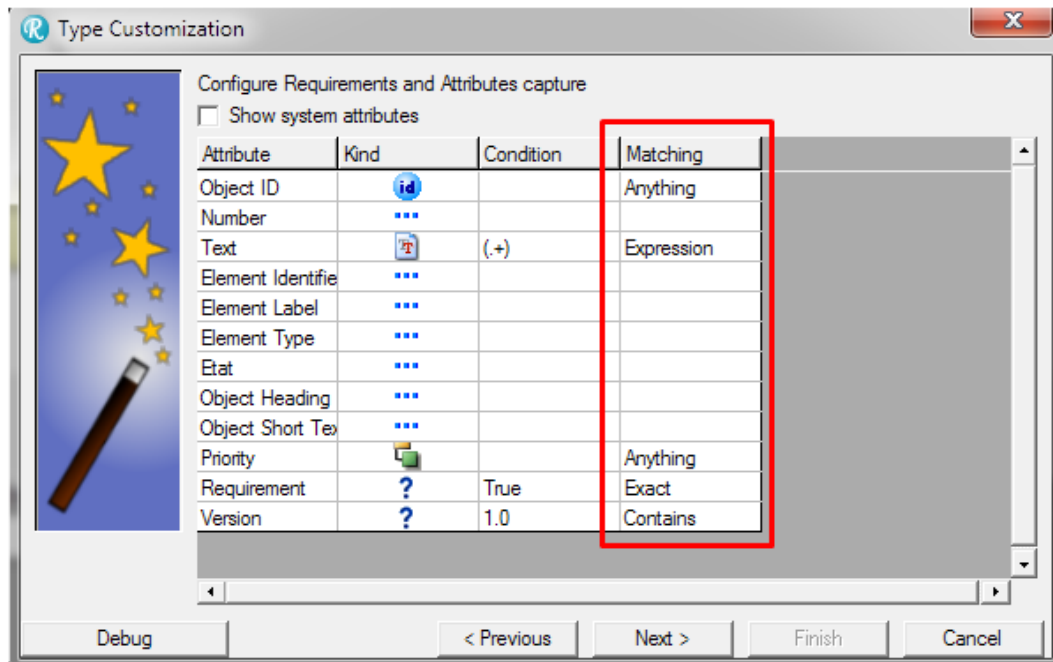 Type Customization
Configure Requirements and Attributes capture
Show system attributes
Attribute Kind Condition Matching
Object ID id Anything
Number
Text (.+) Expression
Element Identifie
Element Label
Element Type
Etat
Object Heading
Object Short Tex
Priority Anything
Requirement ? True Exact
Version ? 1.0 Contains
Debug < Previous Next > Finish Cancel